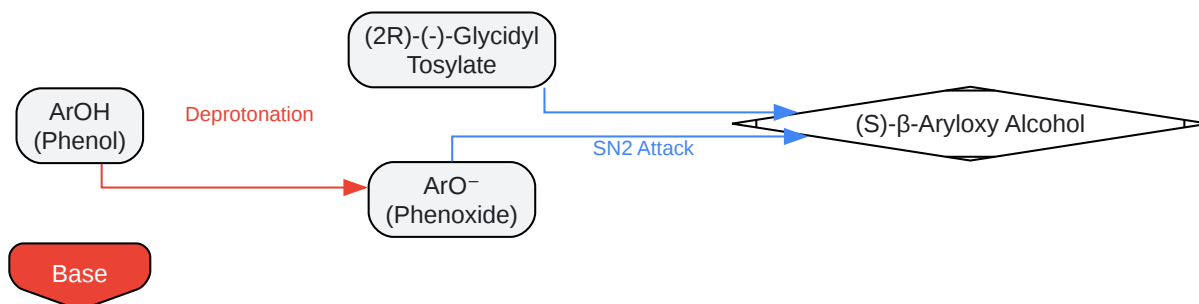 (2R)-(-)-Glycidyl
Tosylate
ArOH
(Phenol)
Deprotonation
(S)-β-Aryloxy Alcohol
SN2 Attack
ArO⁻
(Phenoxide)
Base